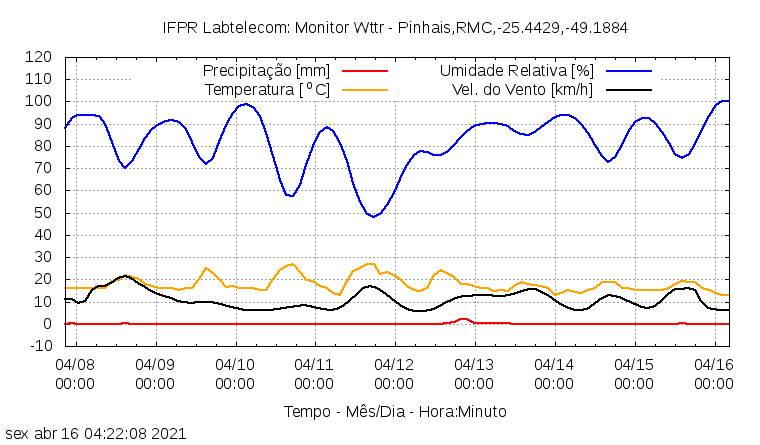 IFPR Labtelecom: Monitor Wttr - Pinhais,RMC,-25.4429,-49.1884
Precipitação [mm] Umidade Relativa [%]
Temperatura [ ⁰C] Vel. do Vento [km/h]
120
110
100
90
80
70
60
50
40
30
20
10
0
-10
04/08 04/09 04/10 04/11 04/12 04/13 04/14 04/15 04/16
00:00 00:00 00:00 00:00 00:00 00:00 00:00 00:00 00:00
Tempo - Mês/Dia - Hora:Minuto
sex abr 16 04:22:08 2021